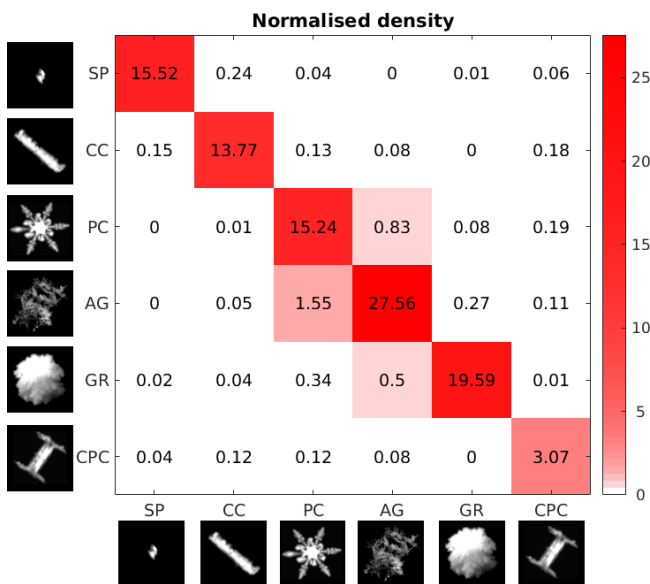 Normalised density
SP 15.52 0.24 0.04 0 0.01 0.06
CC 0.15 13.77 0.13 0.08 0 0.18
PC 0 0.01 15.24 0.83 0.08 0.19
AG 0 0.05 1.55 27.56 0.27 0.11
GR 0.02 0.04 0.34 0.5 19.59 0.01
CPC 0.04 0.12 0.12 0.08 0 3.07
SP CC PC AG GR CPC
25
20
15
10
5
0